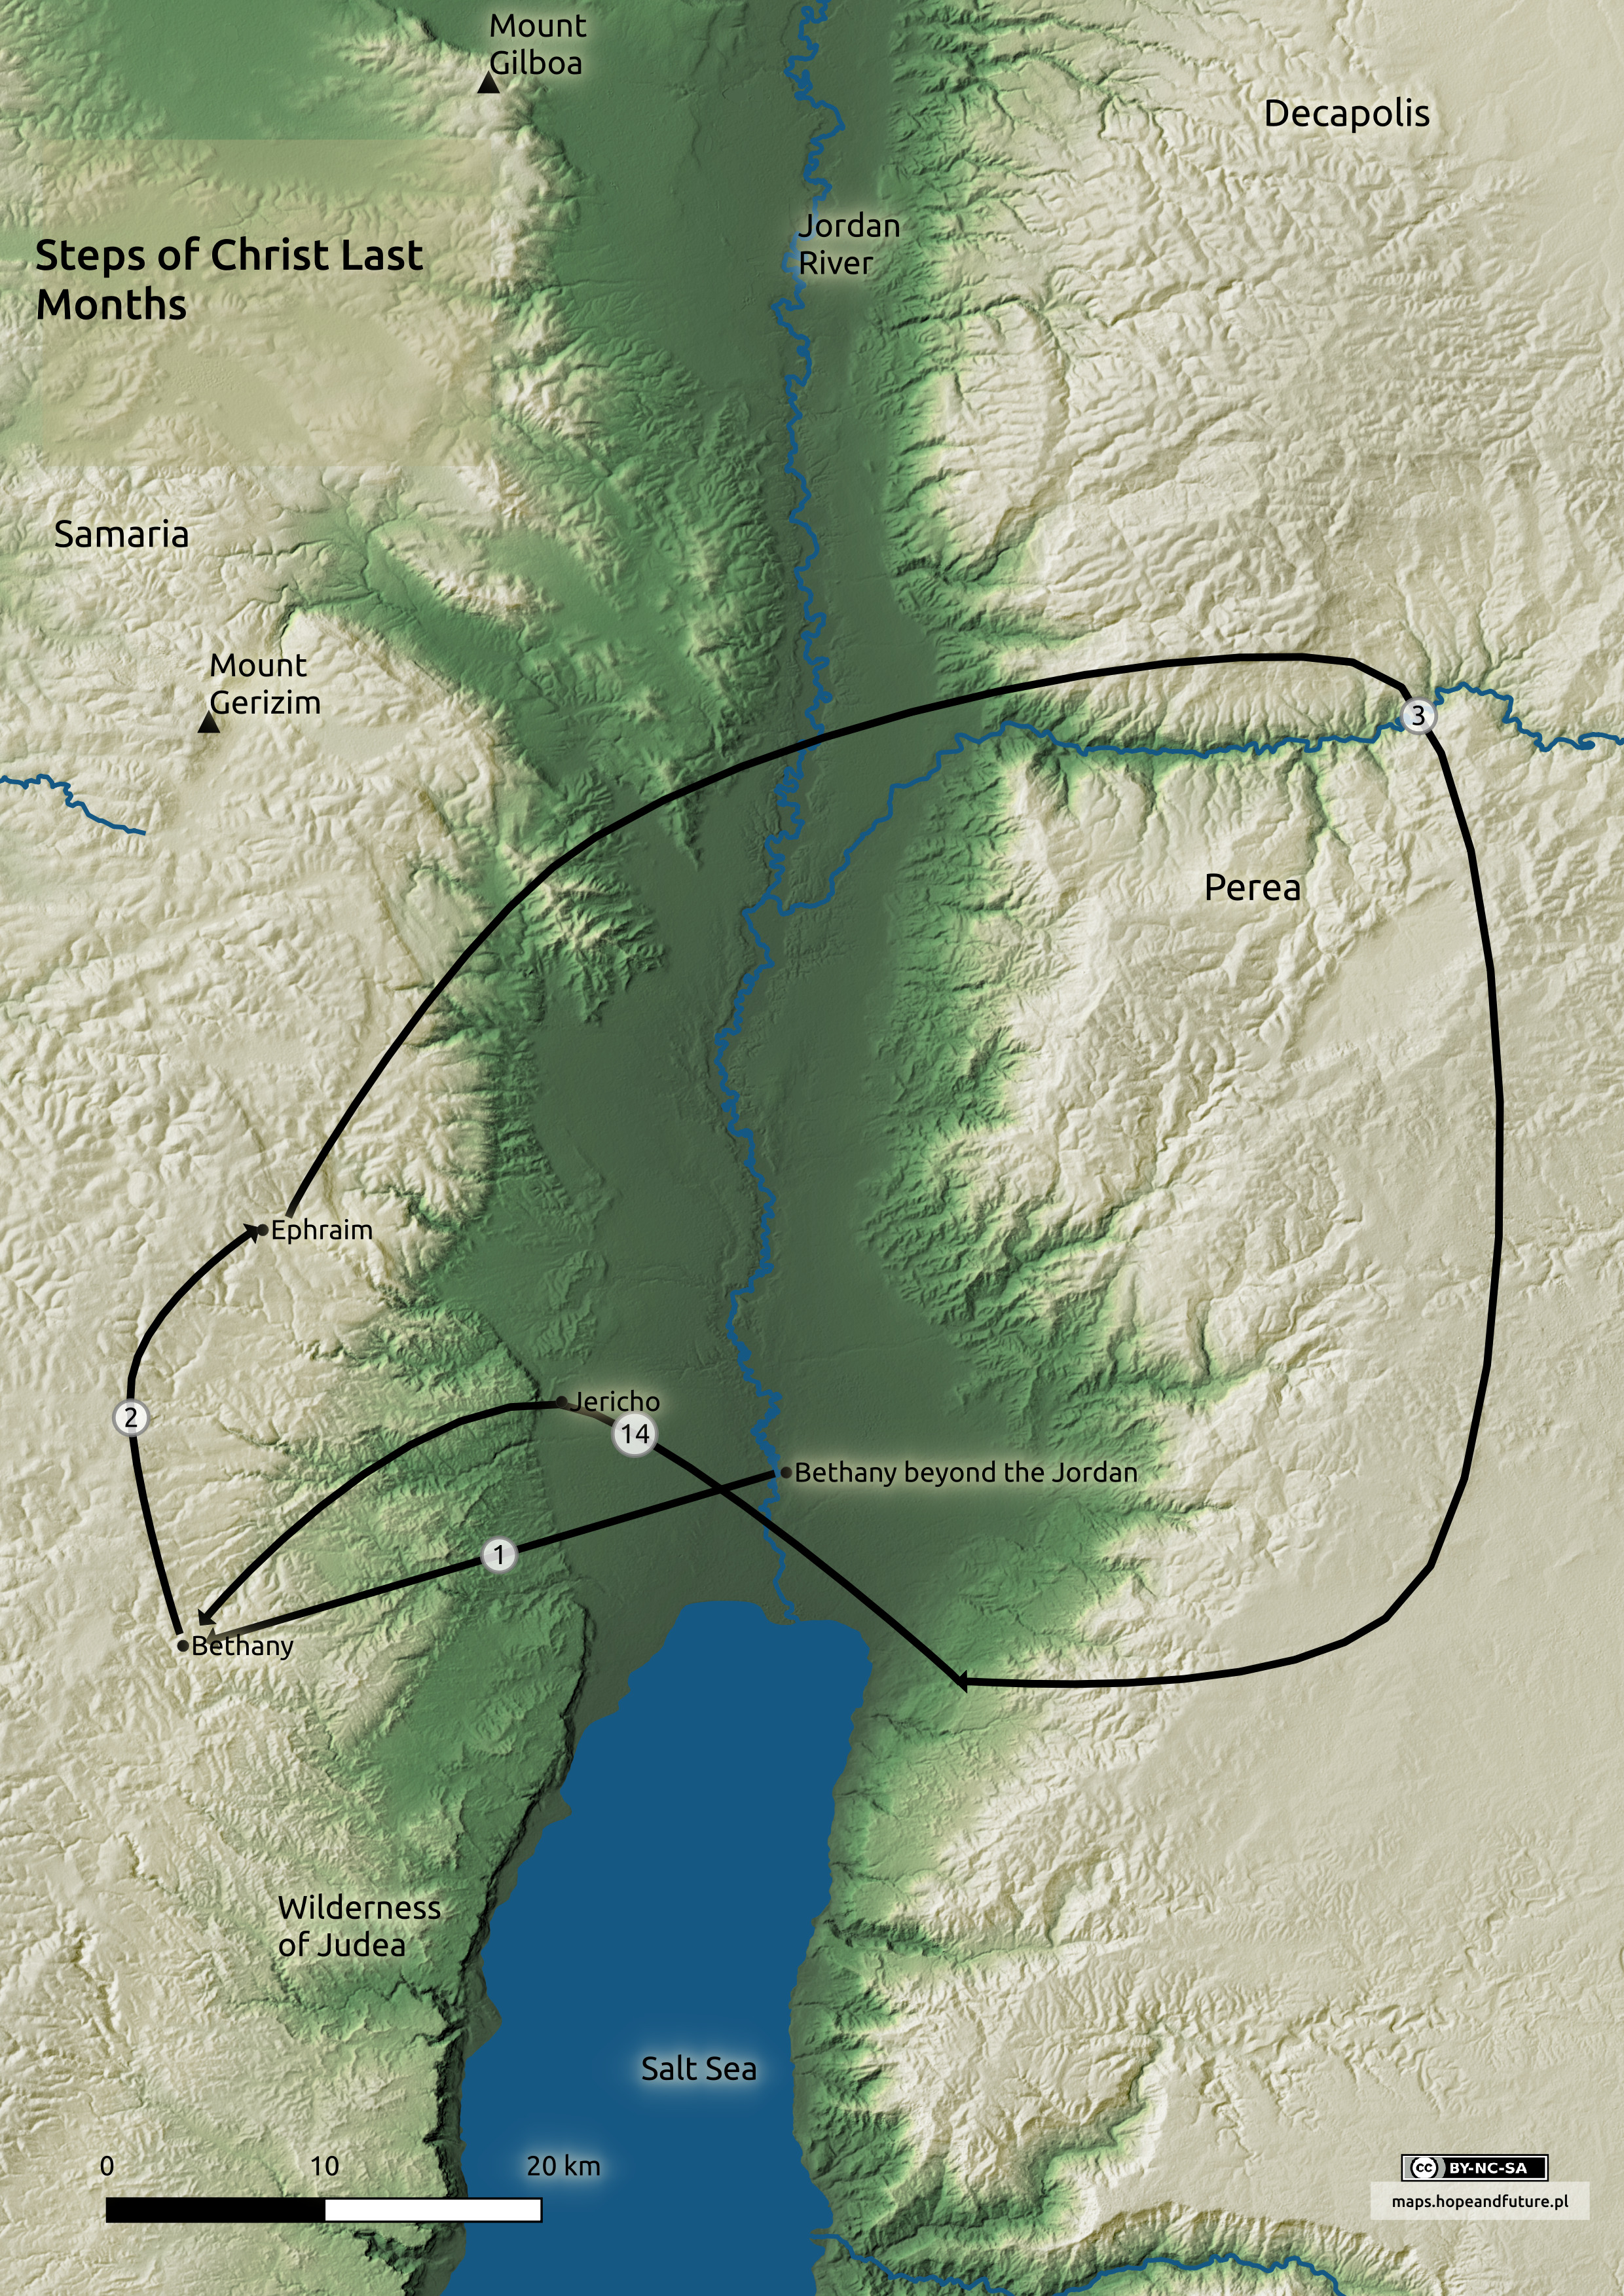 Mount
Gilboa
Decapolis
Jordan
River
Steps of Christ Last
Months
Samaria
Mount
Gerizim
3
Perea
Ephraim
Jericho
2
14
Bethany beyond the Jordan
1
Bethany
Wilderness
of Judea
Salt Sea
0 10 20 km
cc BY-NC-SA
maps.hopeandfuture.pl